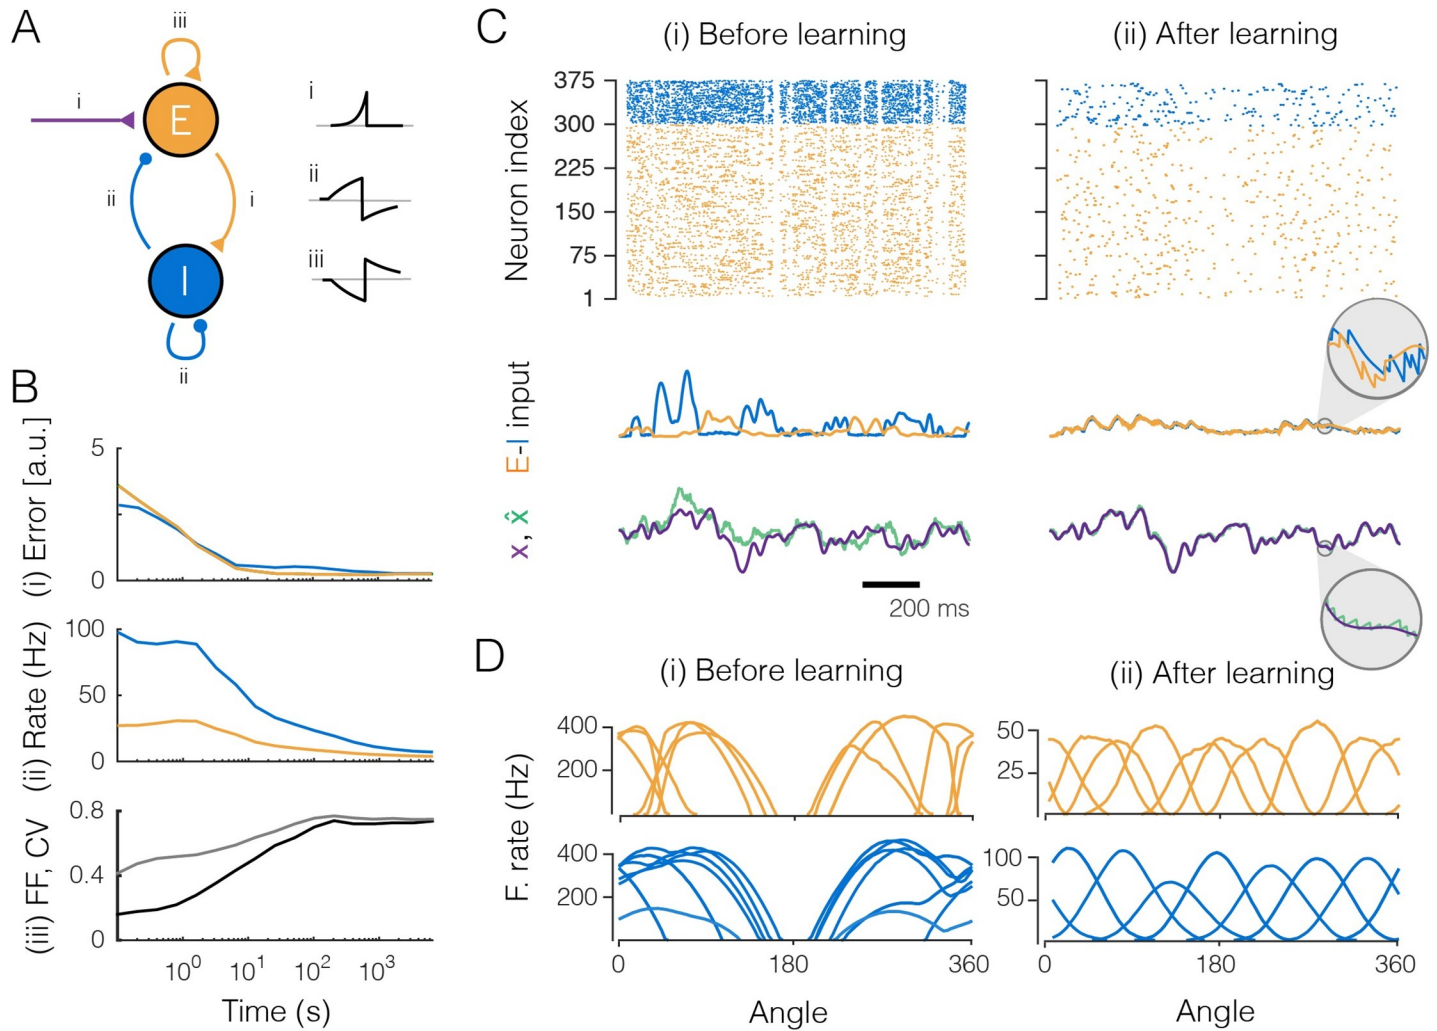 A
iii
i
E
ii
i
I
ii
i
ii
iii
B
(i) Error [a.u.]
5
0
(ii) Rate (Hz)
100
50
0
(iii) FF, CV
0.8
0.4
0
10⁰ 10¹ 10² 10³
Time (s)
C
(i) Before learning
(ii) After learning
Neuron index
375
300
225
150
75
1
E-I input
x, x̂
200 ms
D
(i) Before learning
(ii) After learning
F. rate (Hz)
400
200
50
25
400
200
100
50
0 180 360
0 180 360
Angle
Angle